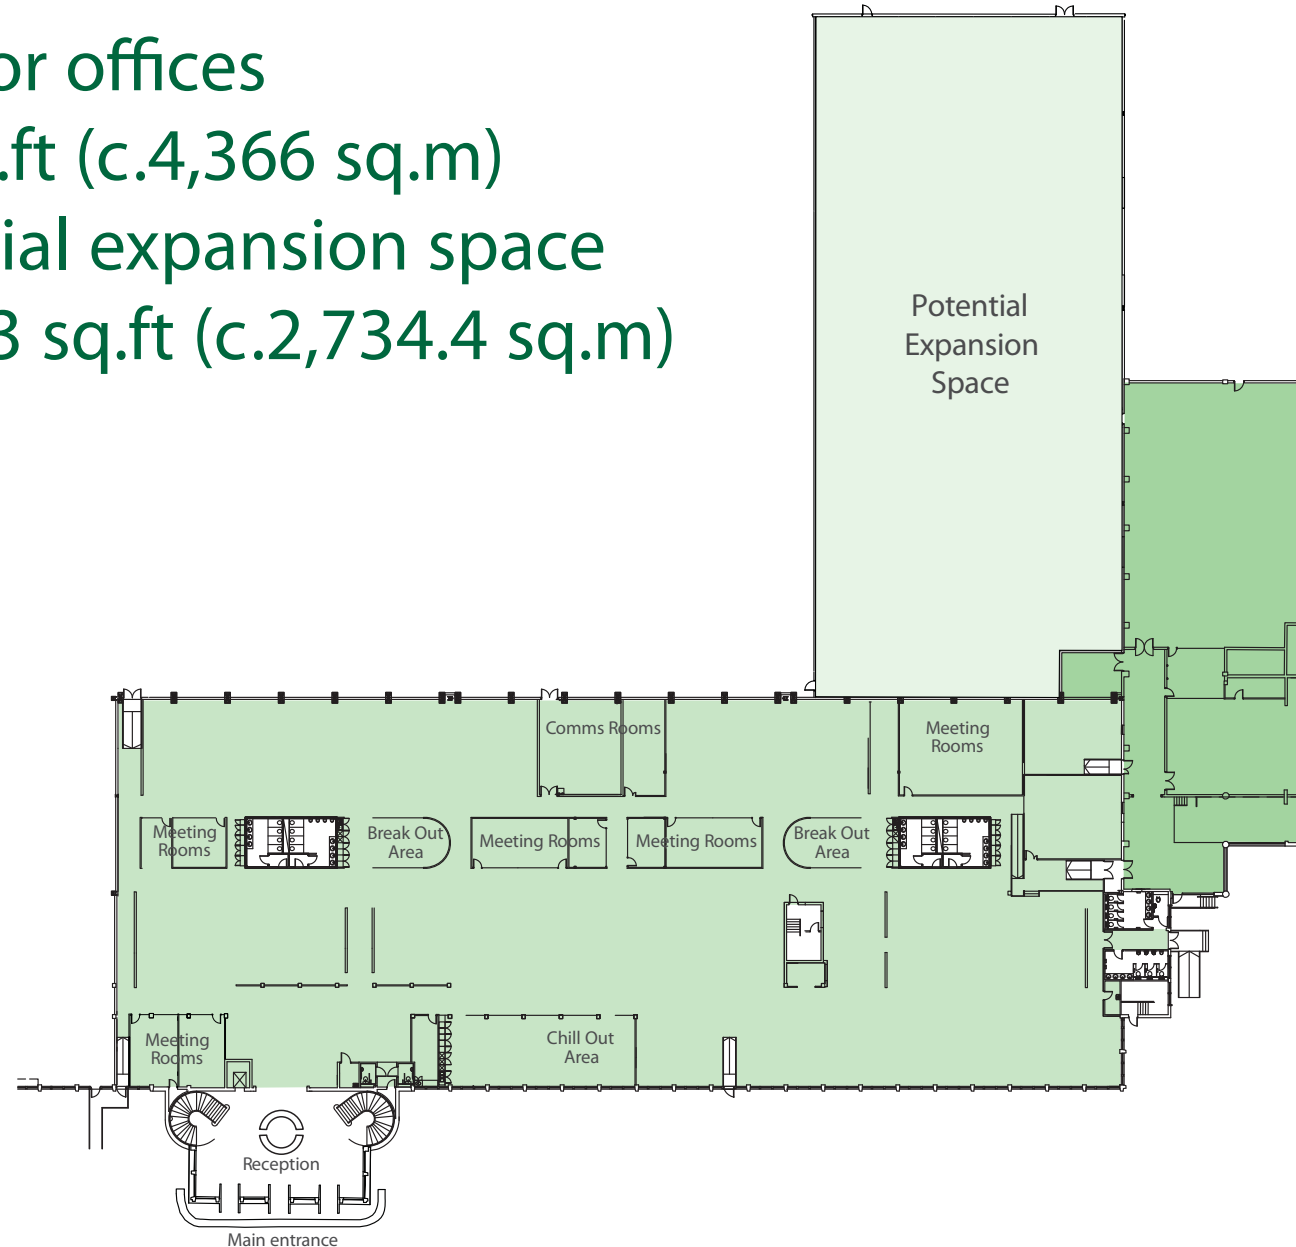 or offices
.ft (c.4,366 sq.m)
ial expansion space
3 sq.ft (c.2,734.4 sq.m)
Potential
Expansion
Space
Comms Rooms
Meeting
Rooms
Meeting
Rooms
Break Out
Area
Meeting Rooms
Meeting Rooms
Break Out
Area
Meeting
Rooms
Chill Out
Area
Reception
Main entrance